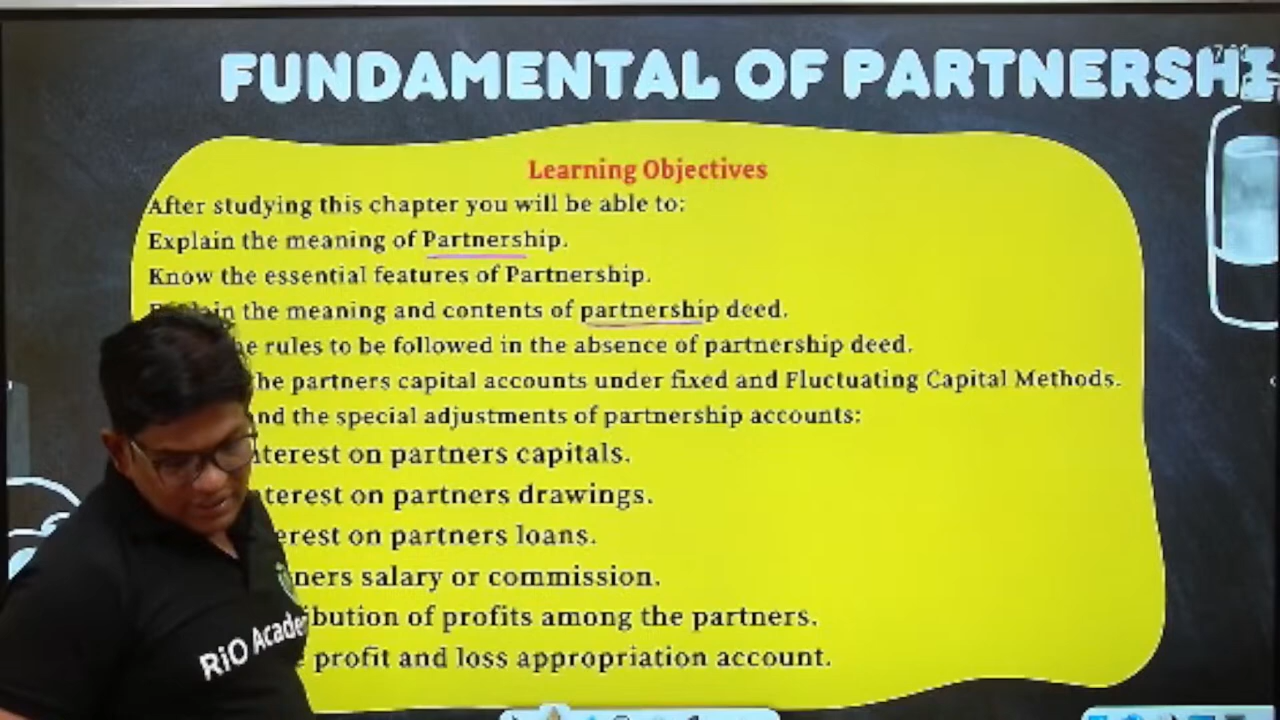 FUNDAMENTAL OF PARTNERSHI
Learning Objectives
After studying this chapter you will be able to:
Explain the meaning of Partnership.
Know the essential features of Partnership.
the meaning and contents of partnership deed.
rules to be followed in the absence of partnership deed.
the partners capital accounts under fixed and Fluctuating Capital Methods.
the special adjustments of partnership accounts:
on partners capitals.
on partners drawings.
on partners loans.
salary or commission.
of profits among the partners.
profit and loss appropriation account.
RiO Acade